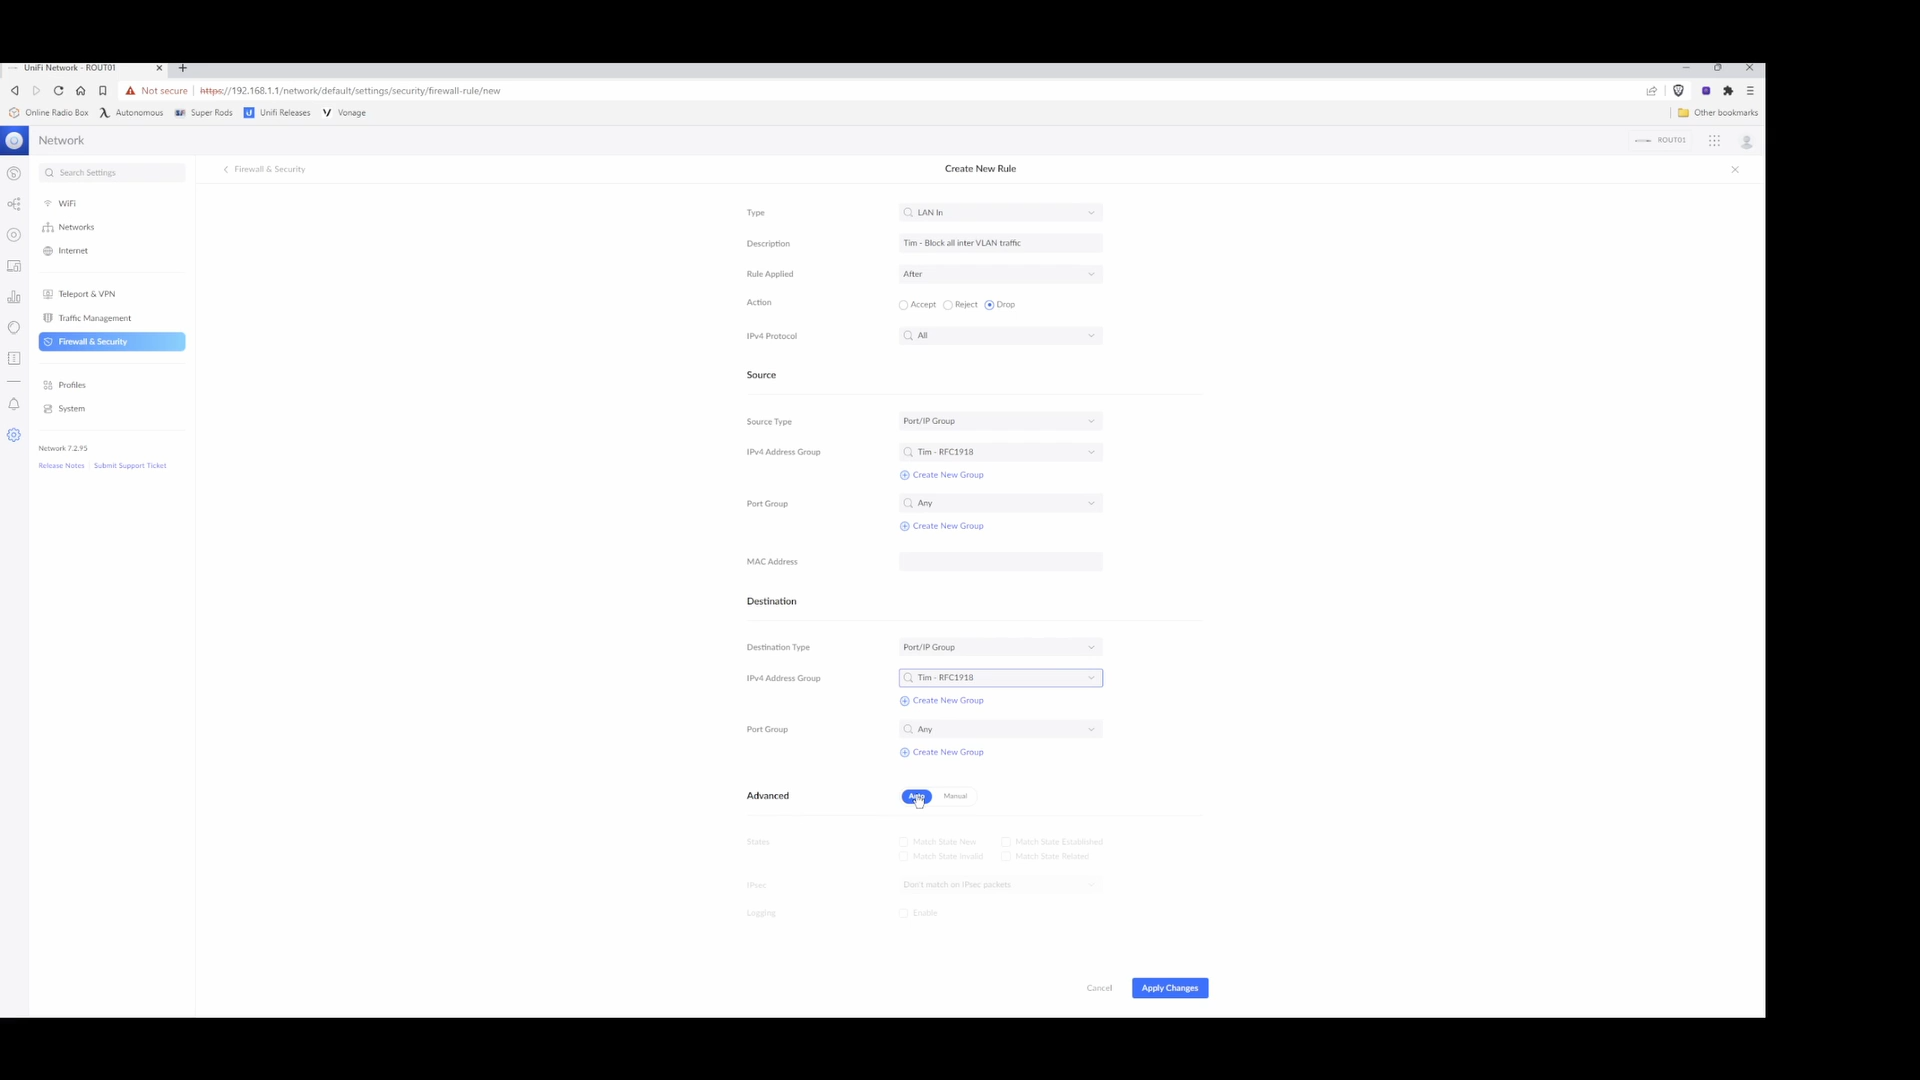 UniFi Network - ROUT01
Not secure https://192.168.1.1/network/default/settings/security/firewall-rule/new
Online Radio Box Autonomous Super Rods Unifi Releases Vonage Other bookmarks
Network ROUT01
Search Settings
Firewall & Security Create New Rule
WiFi
Networks
Internet
Teleport & VPN
Traffic Management
Firewall & Security
Profiles
System
Network 7.2.95
Release Notes Submit Support Ticket
Type LAN In
Description Tim - Block all inter VLAN traffic
Rule Applied After
Action Accept Reject Drop
IPv4 Protocol All
Source
Source Type Port/IP Group
IPv4 Address Group Tim - RFC1918
Create New Group
Port Group Any
Create New Group
MAC Address
Destination
Destination Type Port/IP Group
IPv4 Address Group Tim - RFC1918
Create New Group
Port Group Any
Create New Group
Advanced Auto Manual
States Match State New Match State Established
Match State Invalid Match State Related
IPsec Don't match on IPsec packets
Logging Enable
Cancel Apply Changes